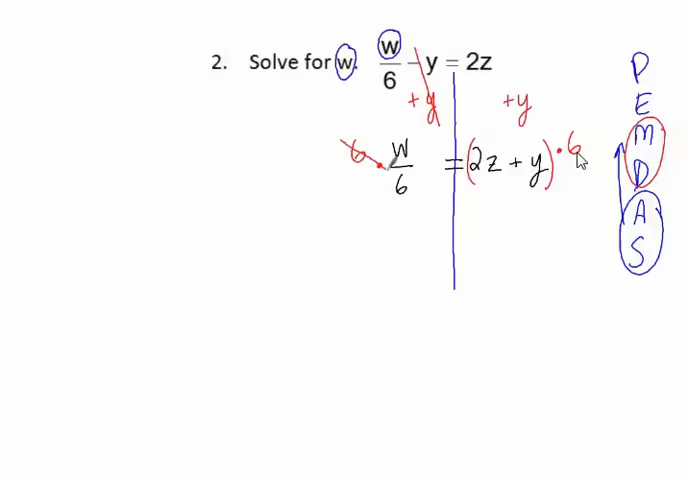 2. Solve for w. w/6 - y = 2z
+ y +y
6 · w/6 = (2z + y) · 6
P
E
M
D
A
S